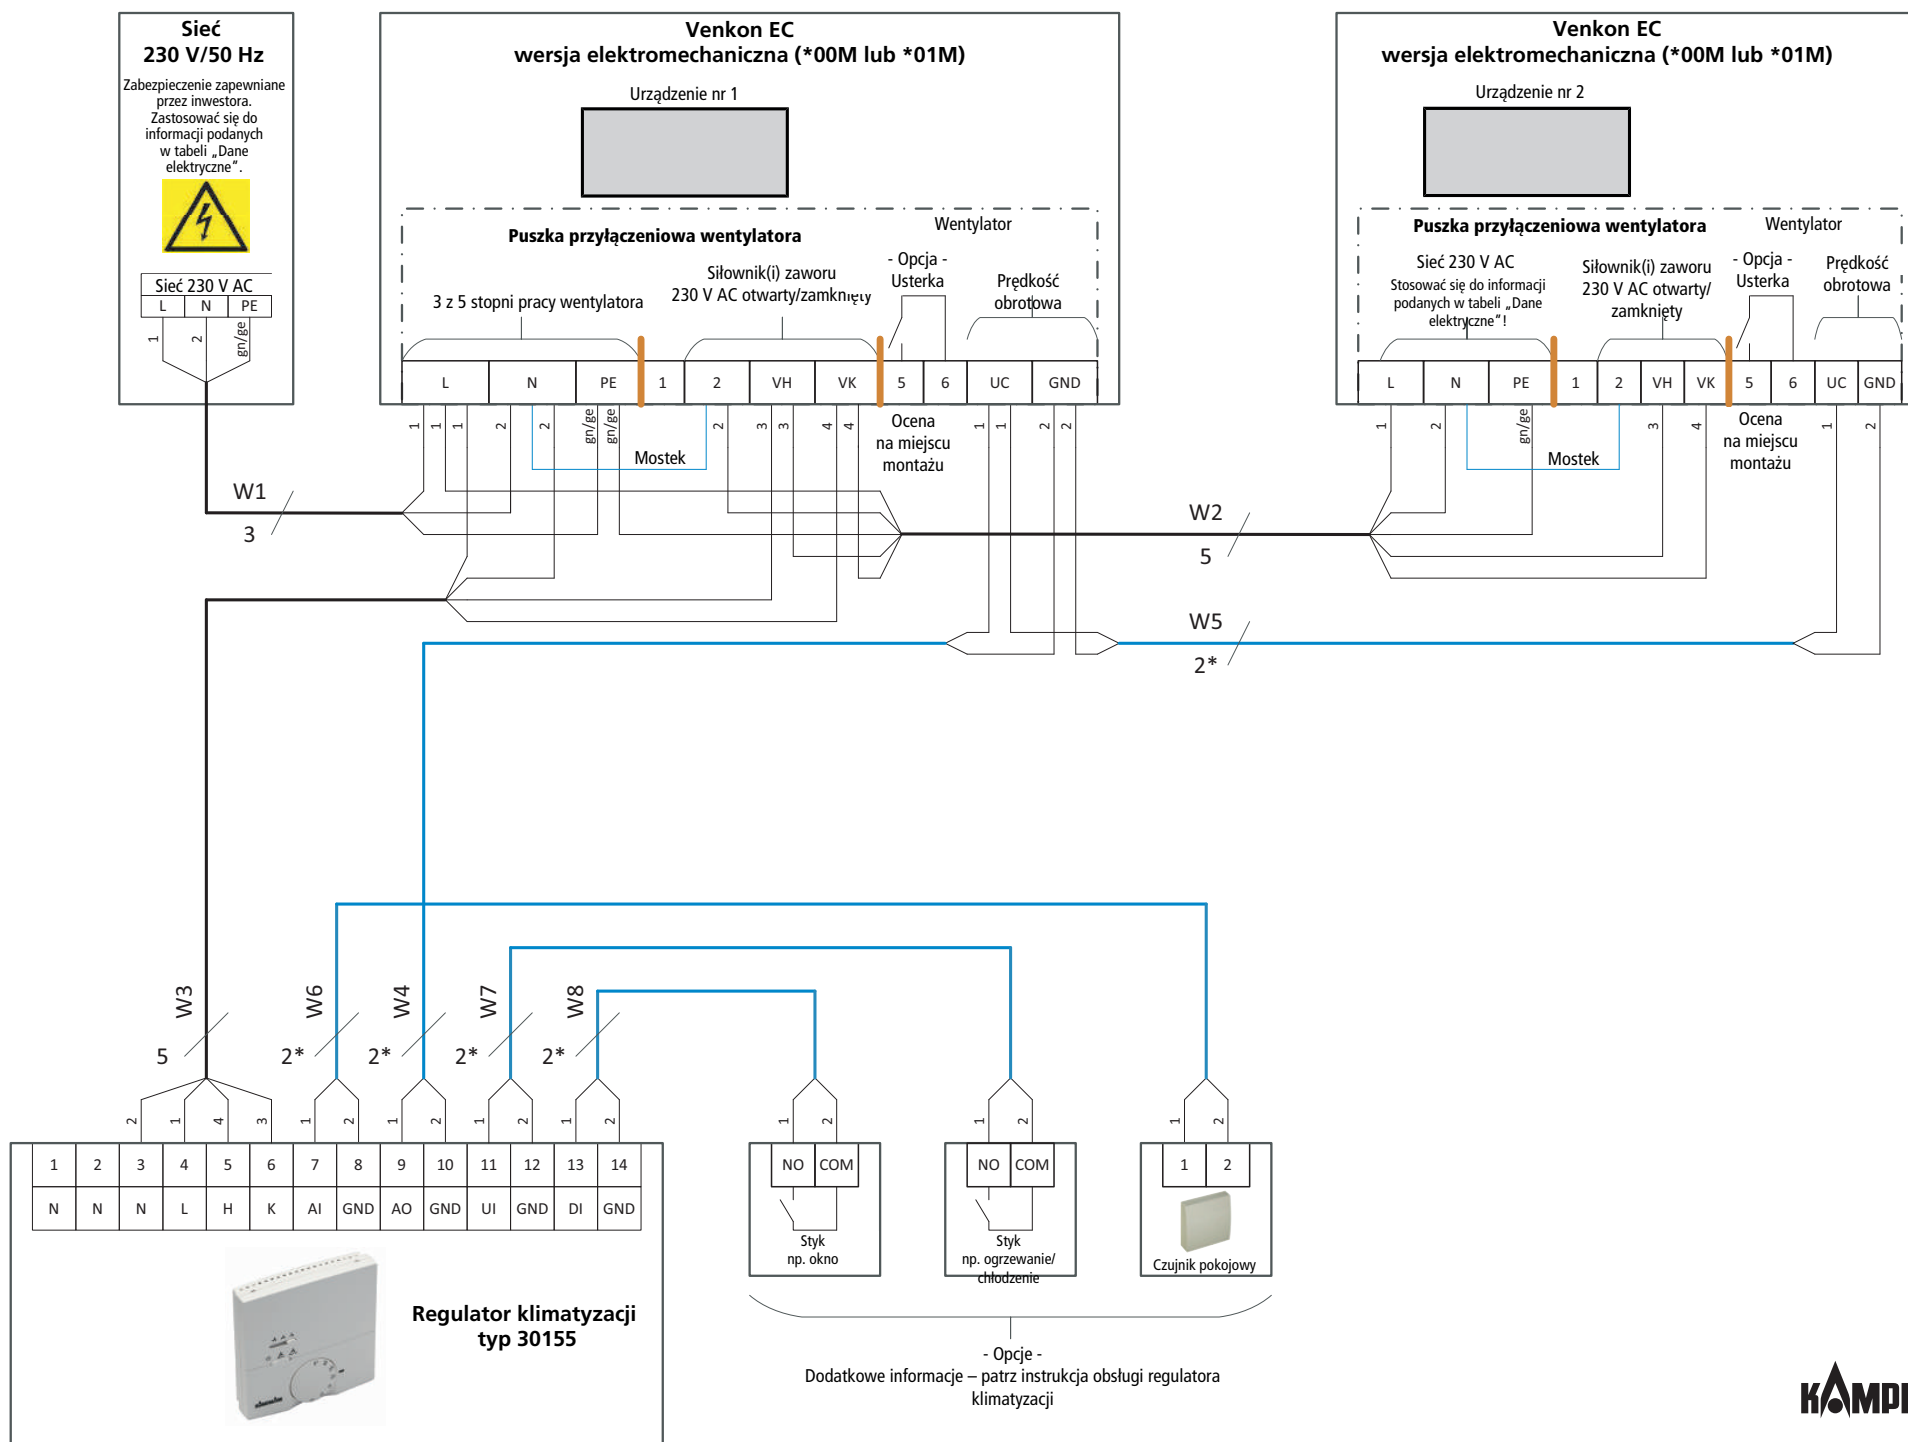 Sieć
230 V/50 Hz
Zabezpieczenie zapewniane
przez inwestora.
Zastosować się do
informacji podanych
w tabeli „Dane
elektryczne”.
Sieć 230 V AC
L N PE
1 2 gn/ge
Venkon EC
wersja elektromechaniczna (*00M lub *01M)
Urządzenie nr 1
Puszka przyłączeniowa wentylatora
Wentylator
3 z 5 stopni pracy wentylatora
Siłownik(i) zaworu
230 V AC otwarty/zamknięty
- Opcja -
Usterka
Prędkość
obrotowa
L N PE 1 2 VH VK 5 6 UC GND
1 1 1 2 2 gn/ge gn/ge 2 3 3 4 4 1 1 2 2
Mostek
Ocena
na miejscu
montażu
Venkon EC
wersja elektromechaniczna (*00M lub *01M)
Urządzenie nr 2
Puszka przyłączeniowa wentylatora
Wentylator
Sieć 230 V AC
Stosować się do informacji
podanych w tabeli „Dane
elektryczne”!
Siłownik(i) zaworu
230 V AC otwarty/
zamknięty
- Opcja -
Usterka
Prędkość
obrotowa
L N PE 1 2 VH VK 5 6 UC GND
1 2 gn/ge 3 4 1 2
Mostek
Ocena
na miejscu
montażu
W1
3
W2
5
W5
2*
W3 W6 W4 W7 W8
5 2* 2* 2* 2*
2 1 4 3 1 2 1 2 1 2 1 2
1 2 3 4 5 6 7 8 9 10 11 12 13 14
N N N L H K AI GND AO GND UI GND DI GND
Regulator klimatyzacji
typ 30155
1 2
NO COM
Styk
np. okno
1 2
NO COM
Styk
np. ogrzewanie/
chłodzenie
1 2
1 2
Czujnik pokojowy
- Opcje -
Dodatkowe informacje – patrz instrukcja obsługi regulatora
klimatyzacji